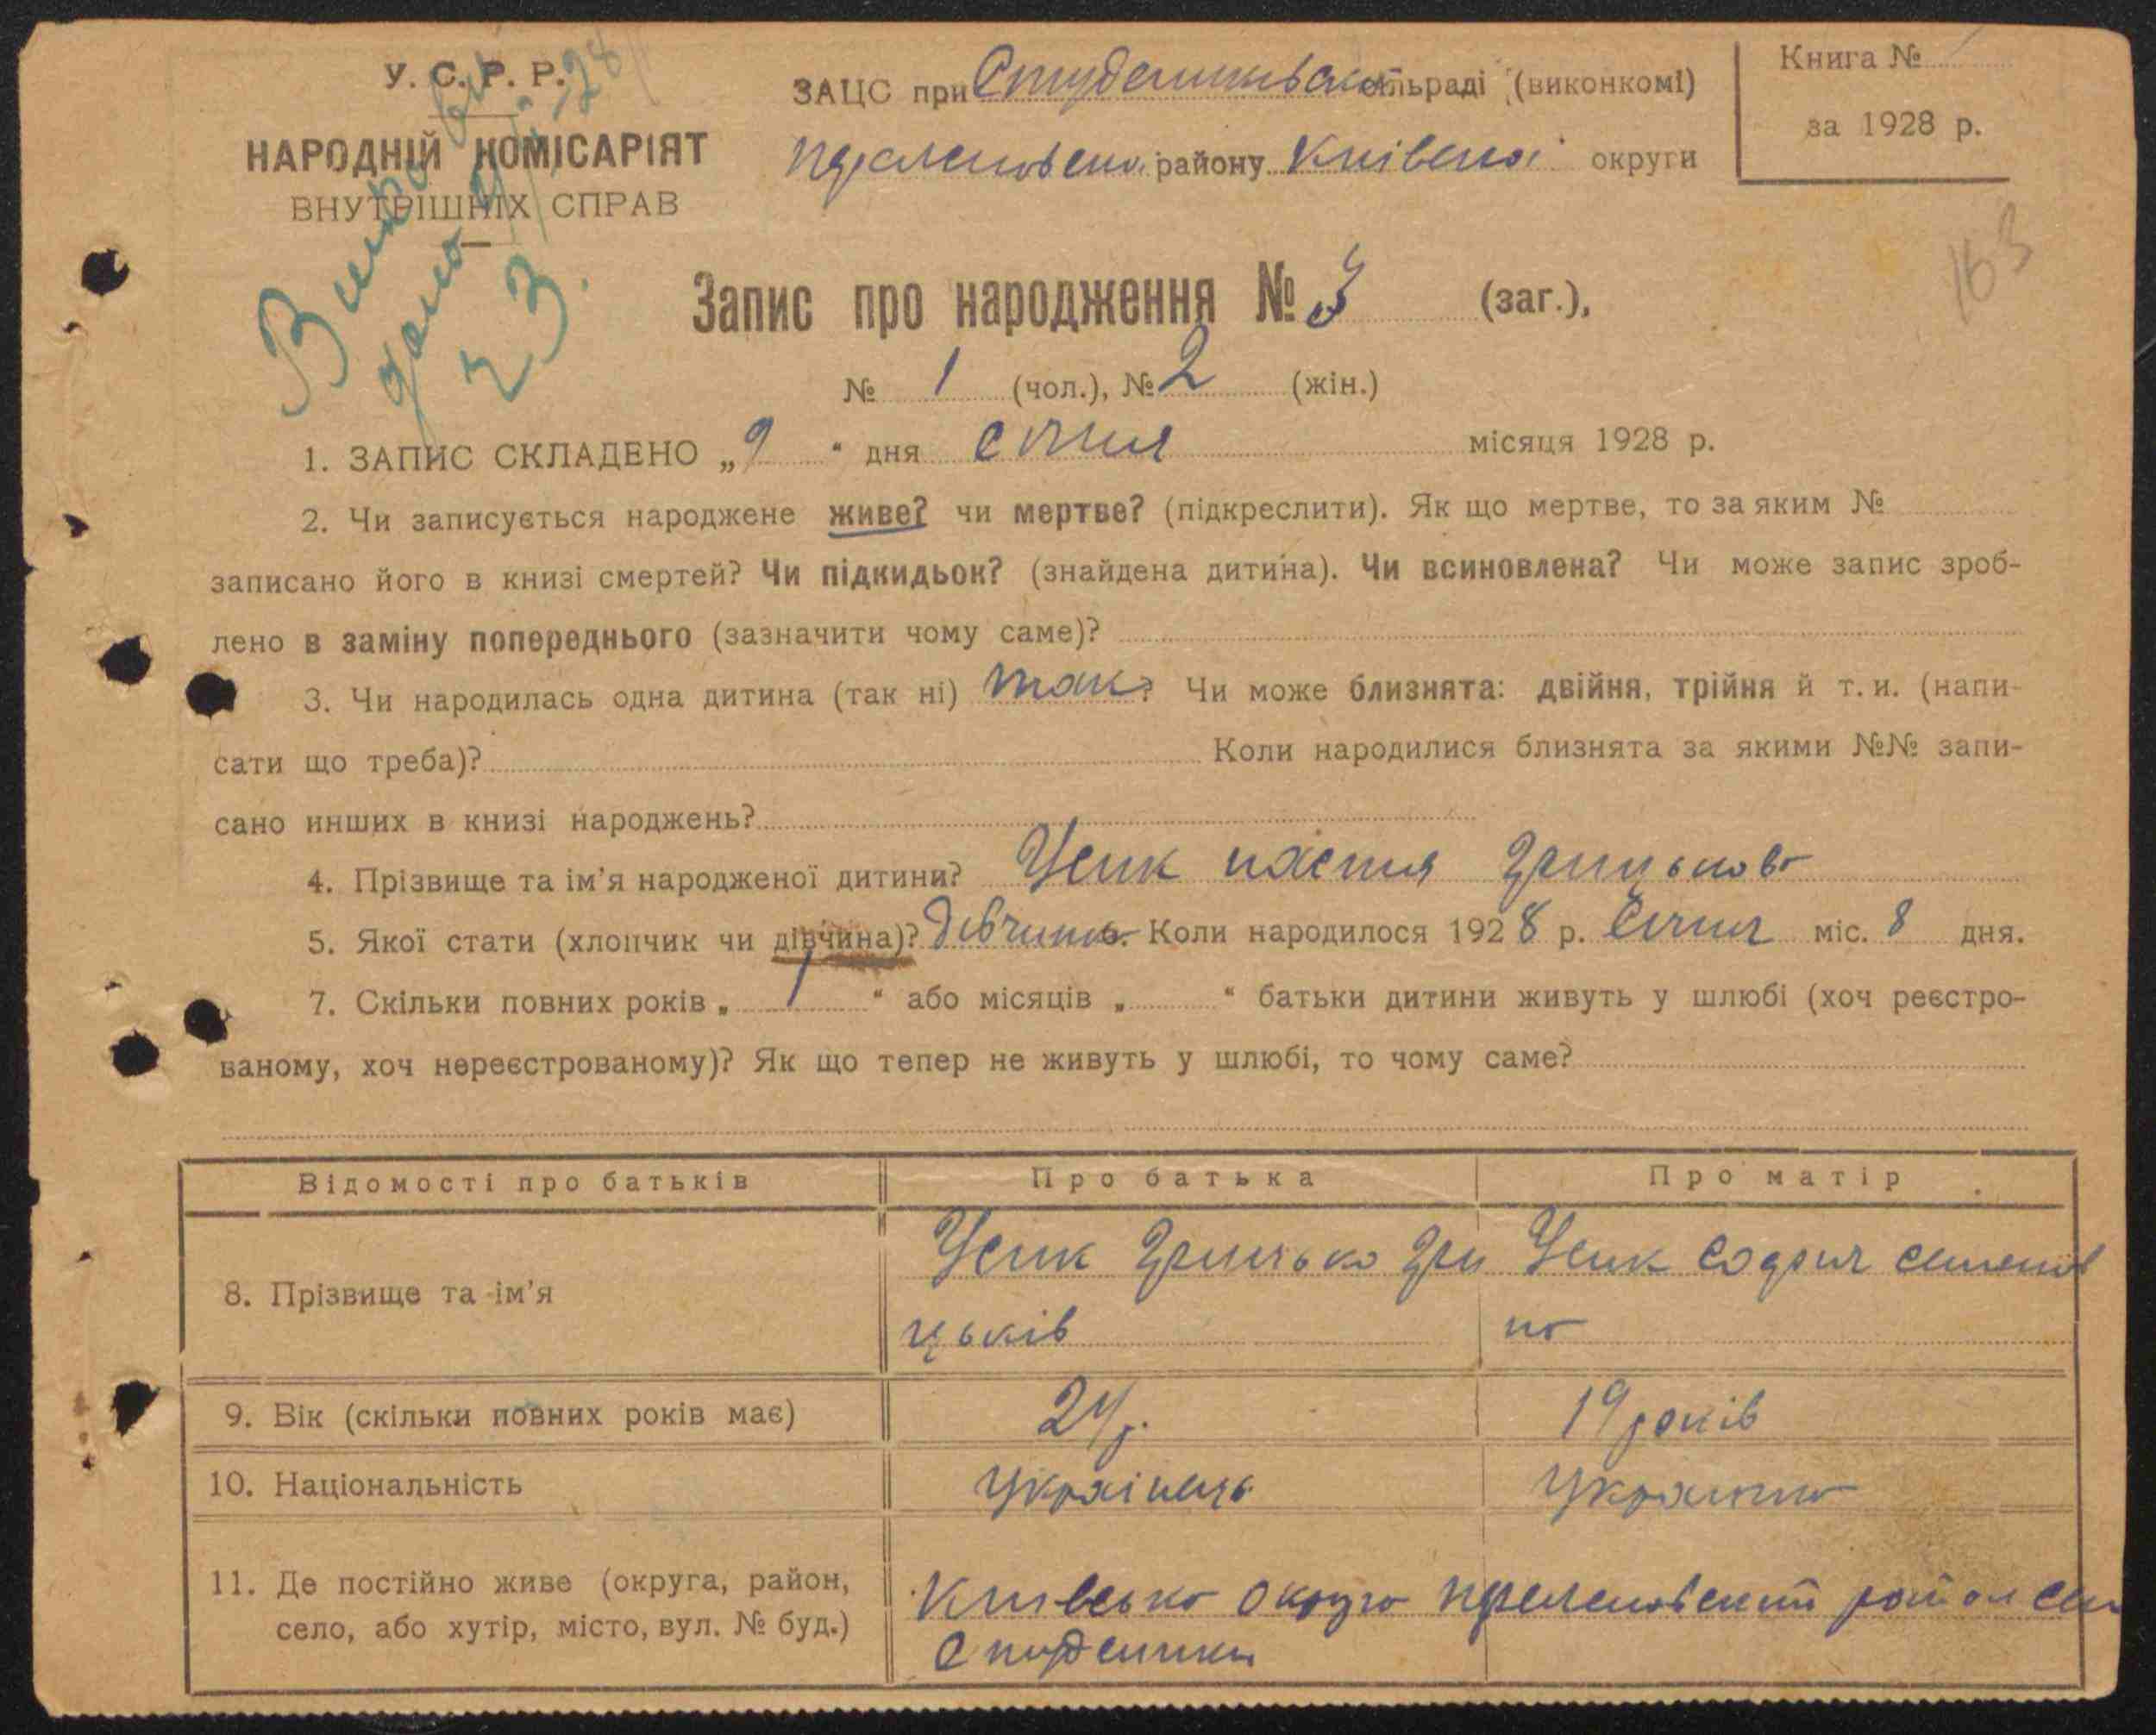 У. С. Р. Р.
НАРОДНІЙ КОМІСАРІЯТ
ВНУТРІШНІХ СПРАВ
ЗАЦС при сільраді (виконкомі)
району Київської округи
Книга №
за 1928 р.
163
23.
Запис про народження № 3 (заг.),
№ 1 (чол.), № 2 (жін.)
1. ЗАПИС СКЛАДЕНО „9“ дня січня місяця 1928 р.
2. Чи записується народжене живе? чи мертве? (підкреслити). Як що мертве, то за яким №
записано його в книзі смертей? Чи підкидьок? (знайдена дитина). Чи всиновлена? Чи може запис зроб-
лено в заміну попереднього (зазначити чому саме)?
3. Чи народилась одна дитина (так ні) так? Чи може близнята: двійня, трійня й т. и. (напи-
сати що треба)? Коли народилися близнята за якими №№ запи-
сано инших в книзі народжень?
4. Прізвище та ім'я народженої дитини? Усик настя Грицькова
5. Якої стати (хлопчик чи дівчина)? дівчина. Коли народилося 1928 р. Січня міс. 8 дня.
7. Скільки повних років „1“ або місяців „ “ батьки дитини живуть у шлюбі (хоч реєстро-
ваному, хоч нереєстрованому)? Як що тепер не живуть у шлюбі, то чому саме?
Відомості про батьків Про батька Про матір
8. Прізвище та ім'я Усик Грицько Гри Усик семенів
цьків на
9. Вік (скільки повних років має) 24 р. 19 років
10. Національність Українець Українка
11. Де постійно живе (округа, район,
село, або хутір, місто, вул. № буд.)
Київська округа район